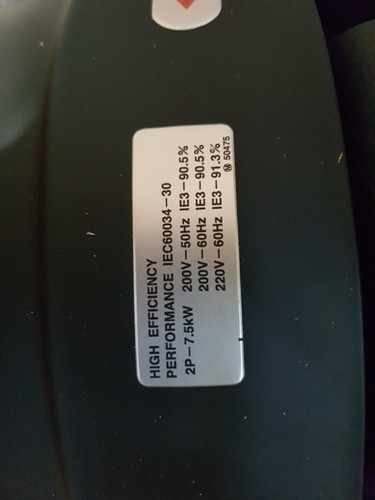 HIGH EFFICIENCY
PERFORMANCE IEC60034-30
2P-7.5kW 200V-50Hz IE3-90.5%
200V-60Hz IE3-90.5%
220V-60Hz IE3-91.3%
Ⓜ 50475